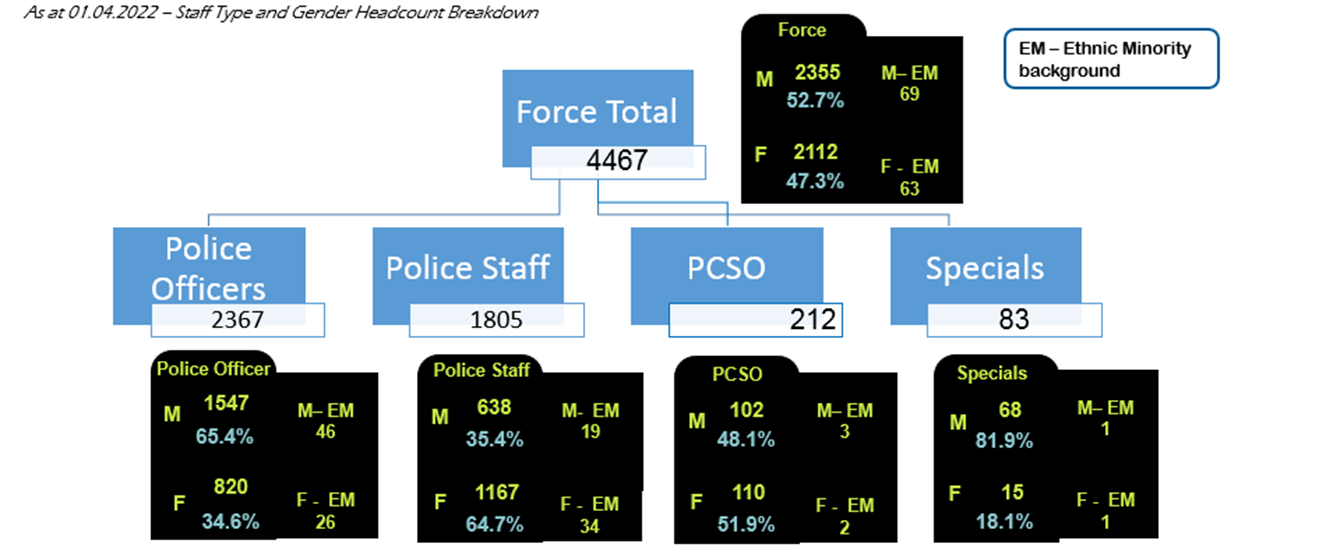 As at 01.04.2022 – Staff Type and Gender Headcount Breakdown
Force
M 2355 M– EM
52.7% 69
F 2112 F - EM
47.3% 63
EM – Ethnic Minority
background
Force Total
4467
Police
Officers
2367
Police Staff
1805
PCSO
212
Specials
83
Police Officer
M 1547 M– EM
65.4% 46
F 820 F - EM
34.6% 26
Police Staff
M 638 M- EM
35.4% 19
F 1167 F - EM
64.7% 34
PCSO
M 102 M– EM
48.1% 3
F 110 F - EM
51.9% 2
Specials
M 68 M– EM
81.9% 1
F 15 F - EM
18.1% 1